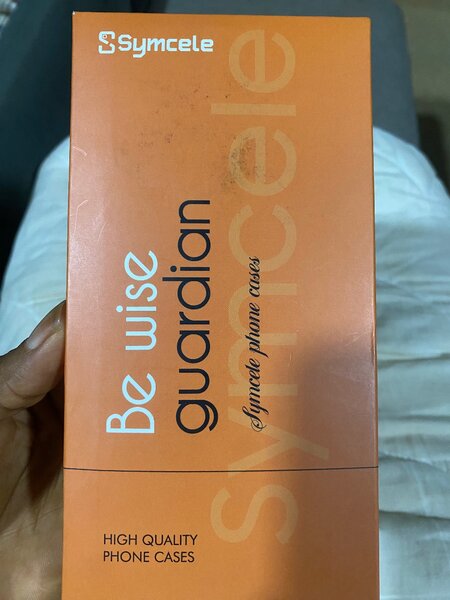 Symcele
Symcele
Be wise
guardian
Symcele phone cases
HIGH QUALITY
PHONE CASES